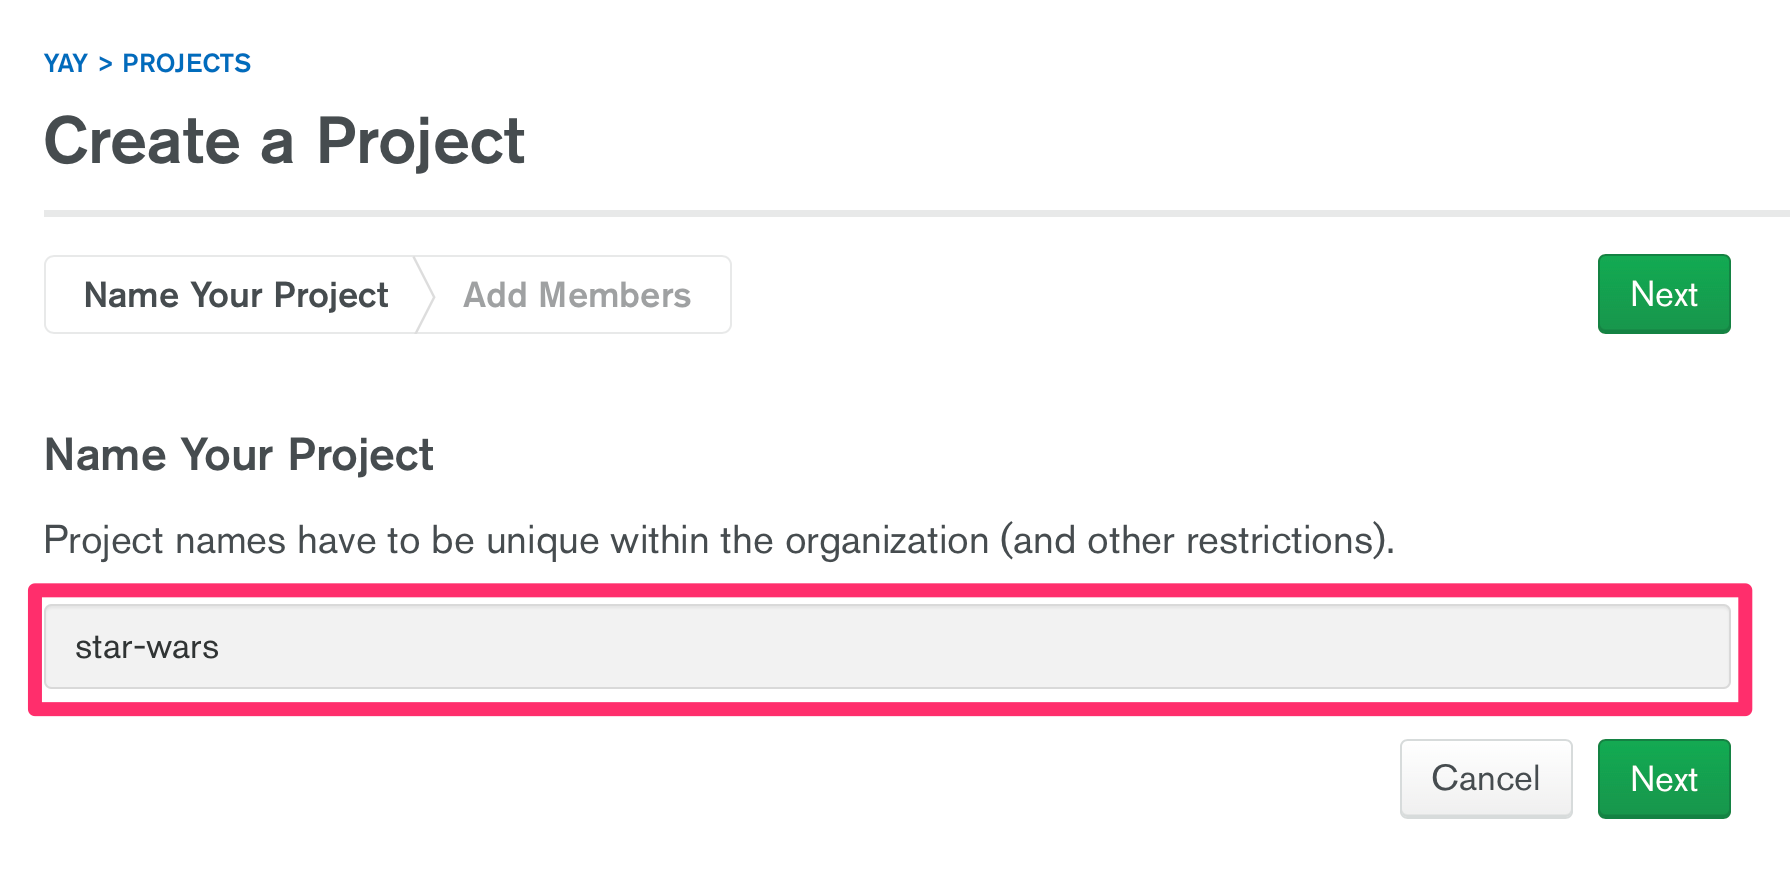 YAY > PROJECTS
Create a Project
Name Your Project
Add Members
Next
Name Your Project
Project names have to be unique within the organization (and other restrictions).
star-wars
Cancel
Next